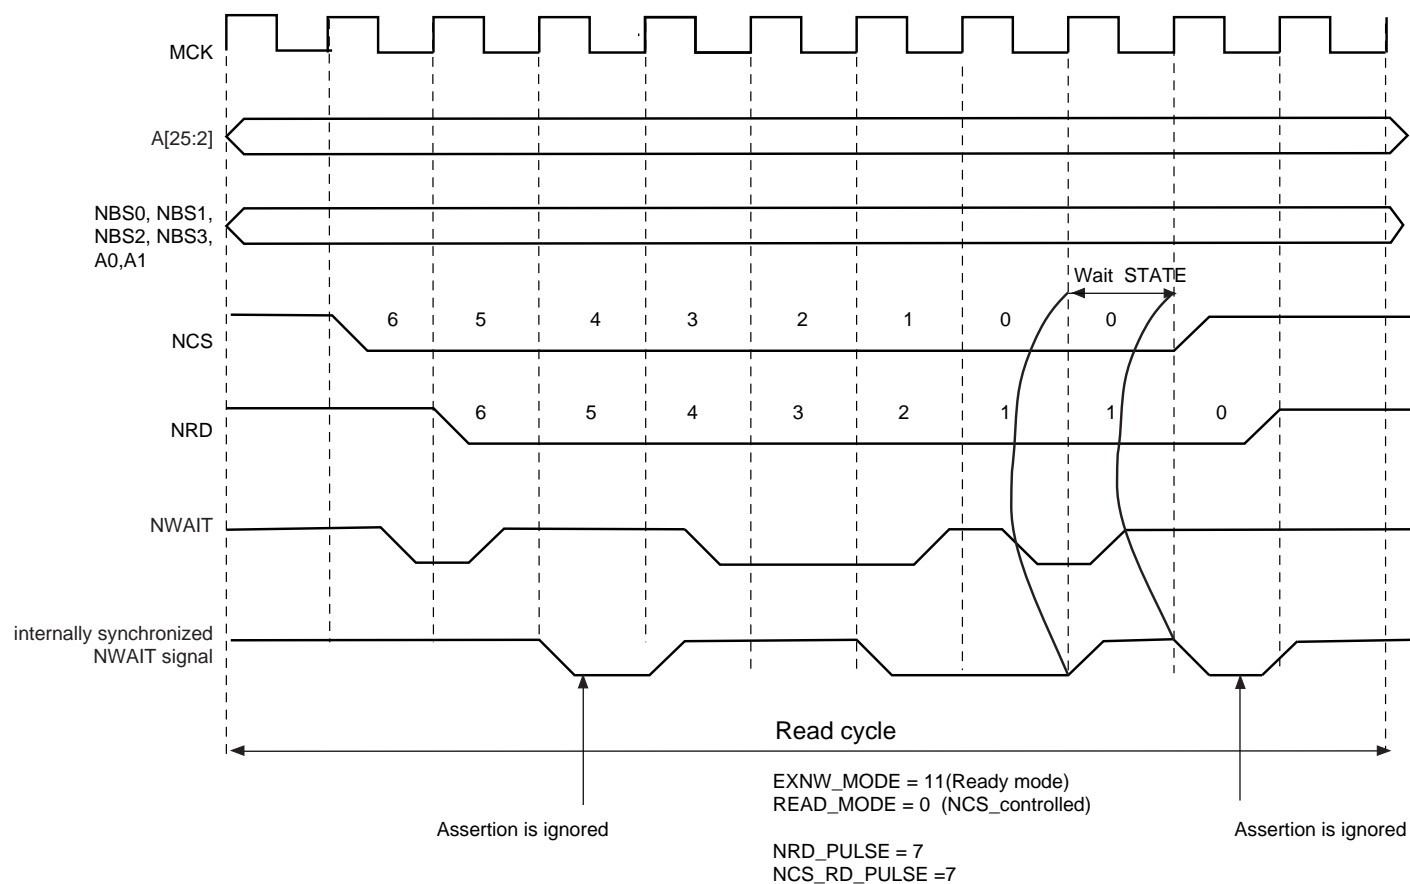 MCK
A[25:2]
NBS0, NBS1,
NBS2, NBS3,
A0,A1
Wait STATE
NCS
6 5 4 3 2 1 0 0
NRD
6 5 4 3 2 1 1 0
NWAIT
internally synchronized
NWAIT signal
Read cycle
EXNW_MODE = 11(Ready mode)
READ_MODE = 0 (NCS_controlled)
Assertion is ignored
Assertion is ignored
NRD_PULSE = 7
NCS_RD_PULSE =7